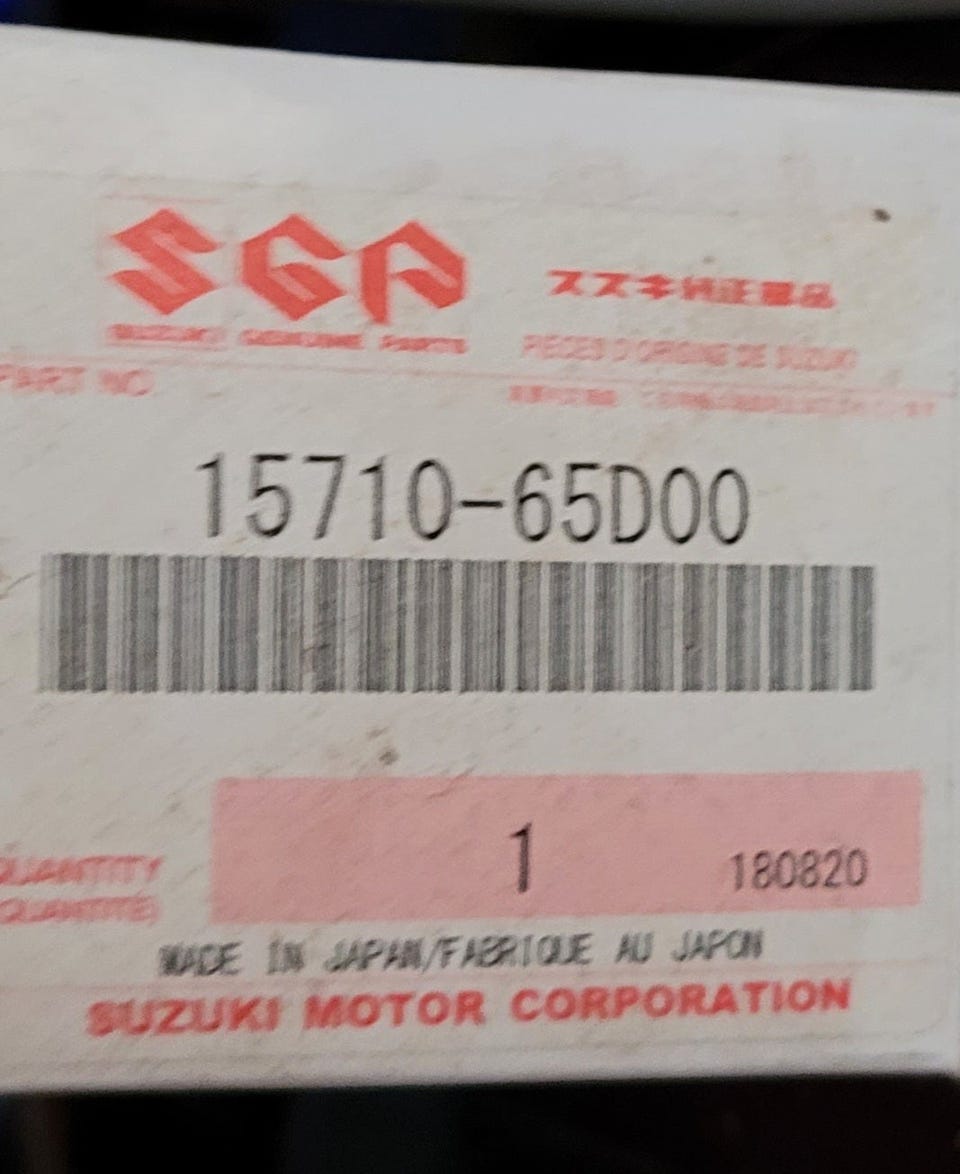 SGP
スズキ純正部品
SUZUKI GENUINE PARTS
PIECES D'ORIGINE DE SUZUKI
PART NO
15710-65D00
1
180820
QUANTITY
(QUANTITE)
MADE IN JAPAN/FABRIQUE AU JAPON
SUZUKI MOTOR CORPORATION